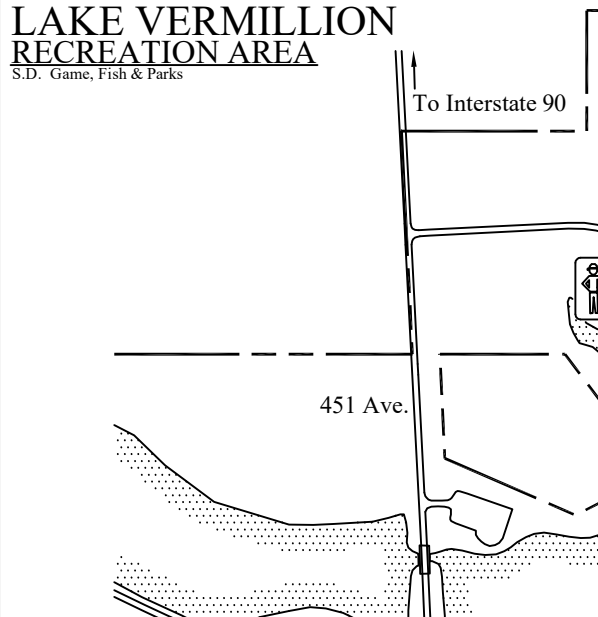 LAKE VERMILLION
RECREATION AREA
S.D. Game, Fish & Parks
To Interstate 90
451 Ave.